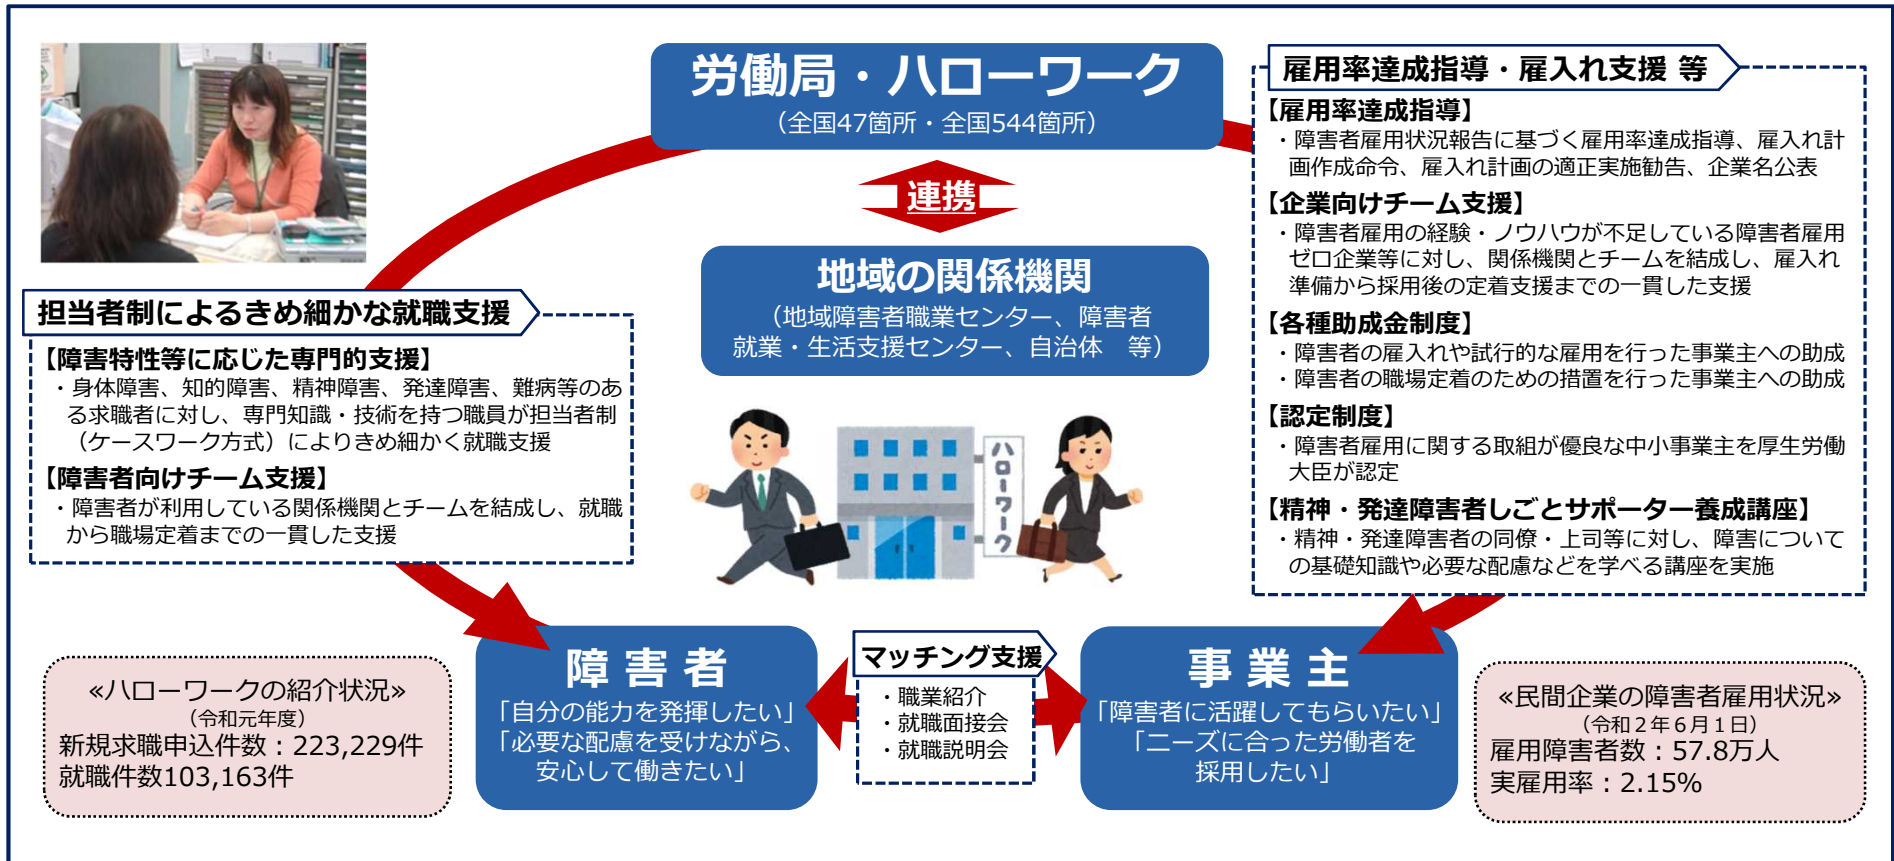 労働局・ハローワーク
（全国47箇所・全国544箇所）
連携
地域の関係機関
（地域障害者職業センター、障害者
就業・生活支援センター、自治体　等）
担当者制によるきめ細かな就職支援
【障害特性等に応じた専門的支援】
・身体障害、知的障害、精神障害、発達障害、難病等のあ
る求職者に対し、専門知識・技術を持つ職員が担当者制
（ケースワーク方式）によりきめ細かく就職支援
【障害者向けチーム支援】
・障害者が利用している関係機関とチームを結成し、就職
から職場定着までの一貫した支援
雇用率達成指導・雇入れ支援 等
【雇用率達成指導】
・障害者雇用状況報告に基づく雇用率達成指導、雇入れ計
画作成命令、雇入れ計画の適正実施勧告、企業名公表
【企業向けチーム支援】
・障害者雇用の経験・ノウハウが不足している障害者雇用
ゼロ企業等に対し、関係機関とチームを結成し、雇入れ
準備から採用後の定着支援までの一貫した支援
【各種助成金制度】
・障害者の雇入れや試行的な雇用を行った事業主への助成
・障害者の職場定着のための措置を行った事業主への助成
【認定制度】
・障害者雇用に関する取組が優良な中小事業主を厚生労働
大臣が認定
【精神・発達障害者しごとサポーター養成講座】
・精神・発達障害者の同僚・上司等に対し、障害について
の基礎知識や必要な配慮などを学べる講座を実施
ハローワーク
≪ハローワークの紹介状況≫
（令和元年度）
新規求職申込件数：223,229件
就職件数103,163件
障 害 者
「自分の能力を発揮したい」
「必要な配慮を受けながら、
安心して働きたい」
マッチング支援
・職業紹介
・就職面接会
・就職説明会
事 業 主
「障害者に活躍してもらいたい」
「ニーズに合った労働者を
採用したい」
≪民間企業の障害者雇用状況≫
（令和２年６月１日）
雇用障害者数：57.8万人
実雇用率：2.15%